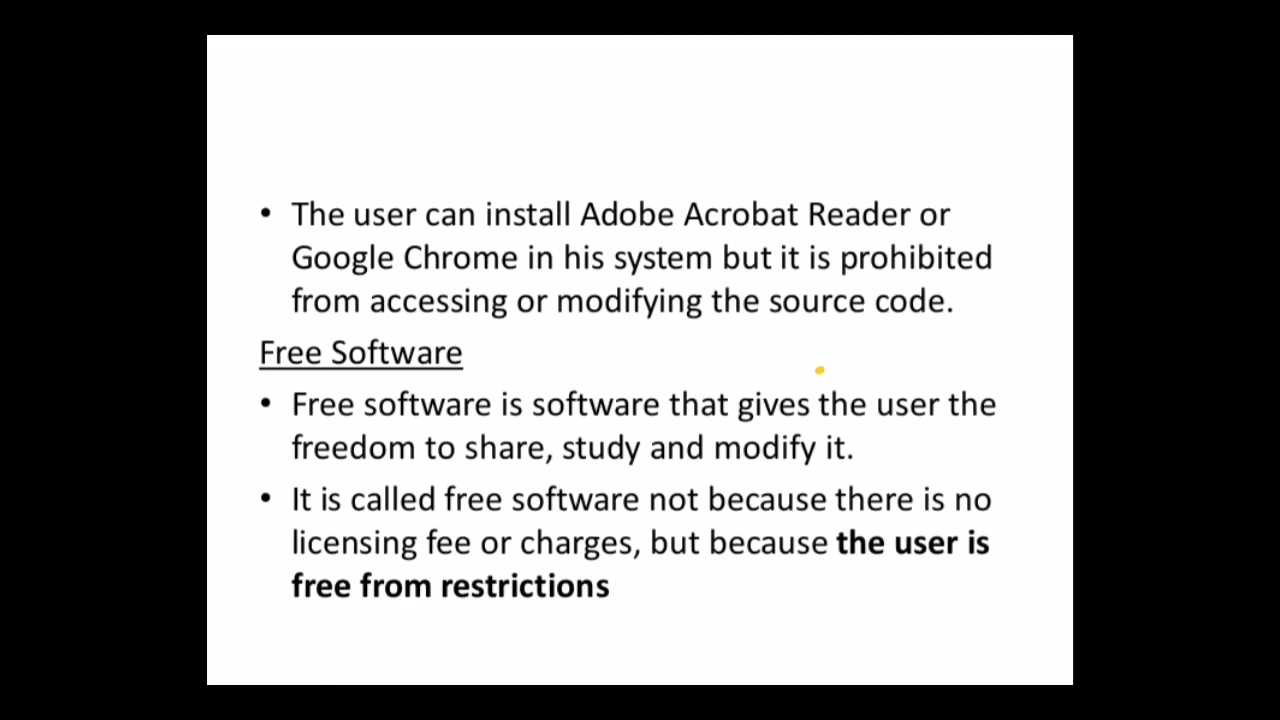 • The user can install Adobe Acrobat Reader or
Google Chrome in his system but it is prohibited
from accessing or modifying the source code.
Free Software
• Free software is software that gives the user the
freedom to share, study and modify it.
• It is called free software not because there is no
licensing fee or charges, but because the user is
free from restrictions